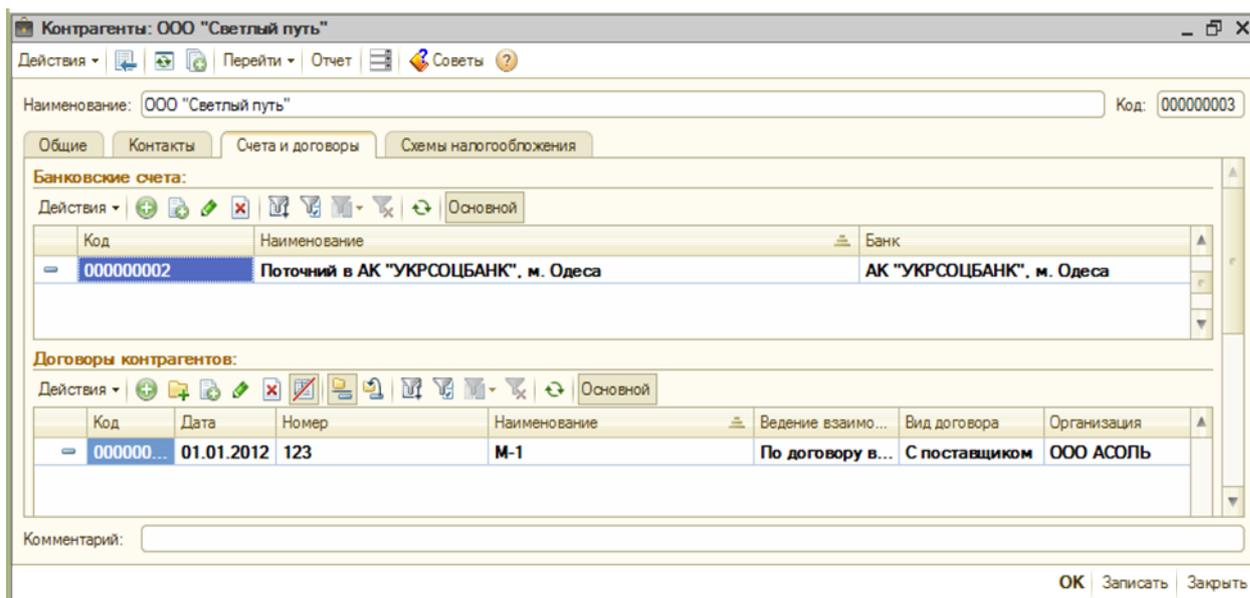 Контрагенты: ООО "Светлый путь"
Действия Перейти Отчет Советы
Наименование: ООО "Светлый путь" Код: 000000003
Общие Контакты Счета и договоры Схемы налогообложения
Банковские счета:
Действия Основной
Код Наименование Банк
000000002 Поточний в АК "УКРСОЦБАНК", м. Одеса АК "УКРСОЦБАНК", м. Одеса
Договоры контрагентов:
Действия Основной
Код Дата Номер Наименование Ведение взаимо... Вид договора Организация
000000... 01.01.2012 123 М-1 По договору в... С поставщиком ООО АСОЛЬ
Комментарий:
OK Записать Закрыть